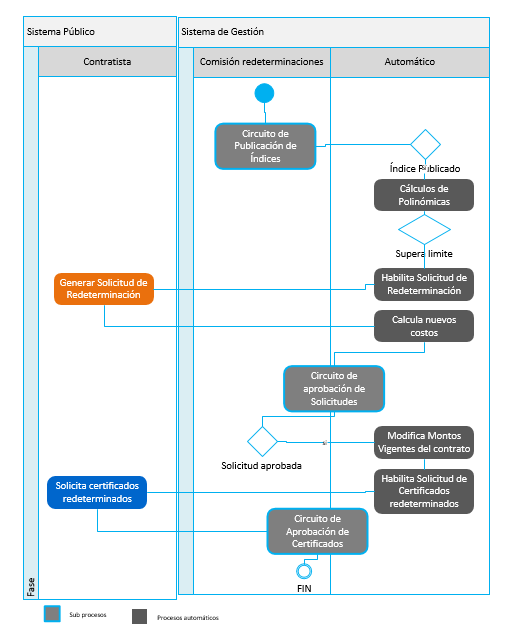 Sistema Público
Sistema de Gestión
Contratista
Comisión redeterminaciones
Automático
Circuito de
Publicación de
Índices
Índice Publicado
Cálculos de
Polinómicas
Supera limite
Generar Solicitud de
Redeterminación
Habilita Solicitud de
Redeterminación
Calcula nuevos
costos
Circuito de
aprobación de
Solicitudes
Solicitud aprobada
Modifica Montos
Vigentes del contrato
Solicita certificados
redeterminados
Habilita Solicitud de
Certificados
redeterminados
Circuito de
Aprobación de
Certificados
FIN
Fase
Sub procesos
Procesos automáticos